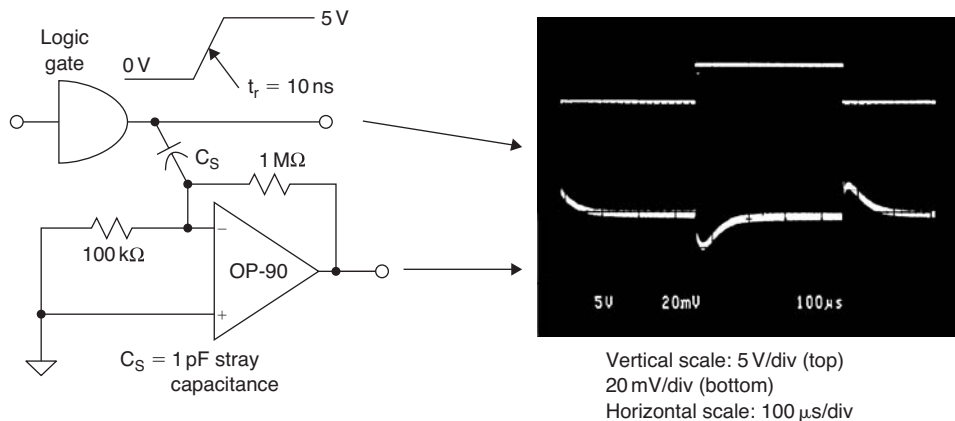 Logic
gate
0 V
5 V
t_r = 10 ns
C_S
1 MΩ
100 kΩ
−
OP-90
+
C_S = 1 pF stray
capacitance
5V 20mV 100µs
Vertical scale: 5 V/div (top)
20 mV/div (bottom)
Horizontal scale: 100 µs/div